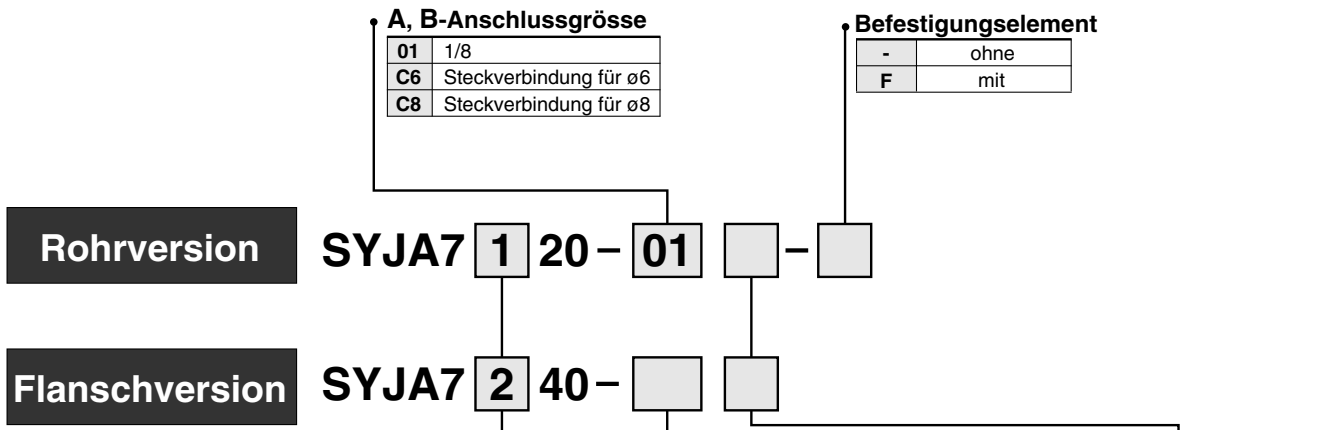 A, B-Anschlussgrösse
01 1/8
C6 Steckverbindung für ø6
C8 Steckverbindung für ø8
Befestigungselement
- ohne
F mit
Rohrversion SYJA7 1 20 – 01 –
Flanschversion SYJA7 2 40 –